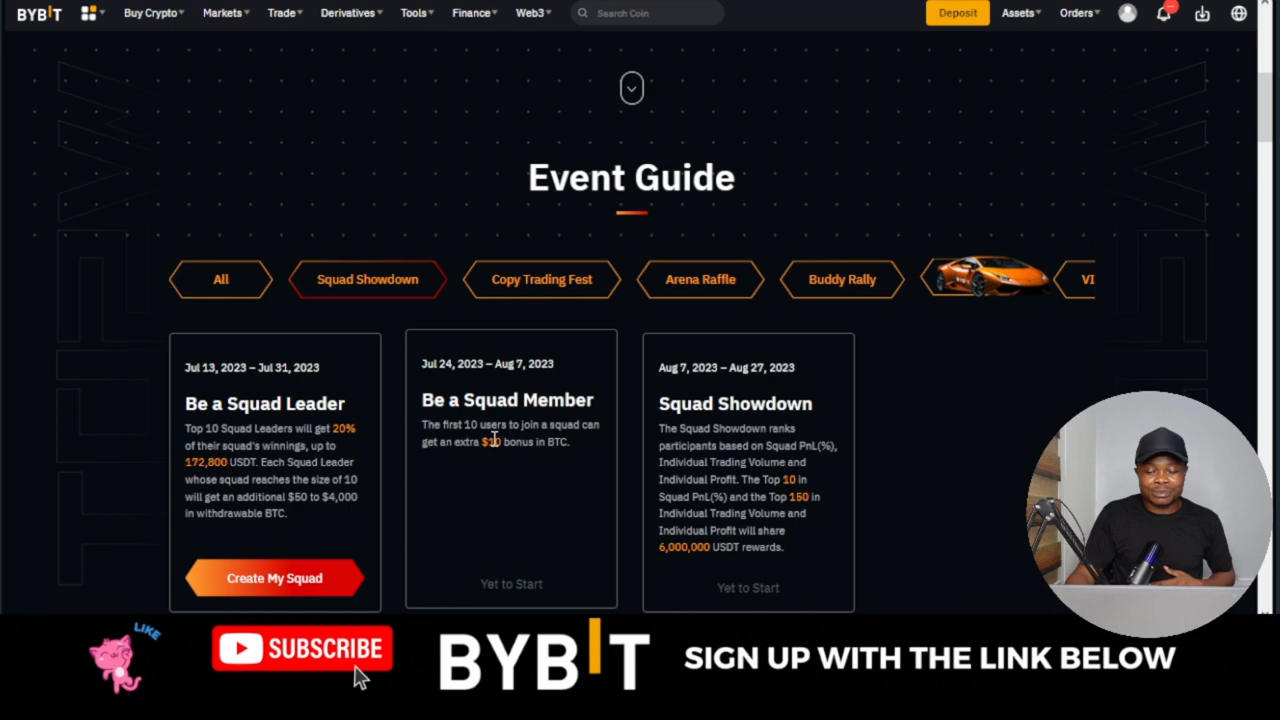 BYBIT
Buy Crypto
Markets
Trade
Derivatives
Tools
Finance
Web3
Search Coin
Deposit
Assets
Orders
Event Guide
All
Squad Showdown
Copy Trading Fest
Arena Raffle
Buddy Rally
VI
Jul 13, 2023 – Jul 31, 2023
Be a Squad Leader
Top 10 Squad Leaders will get 20%
of their squad's winnings, up to
172,800 USDT. Each Squad Leader
whose squad reaches the size of 10
will get an additional $50 to $4,000
in withdrawable BTC.
Create My Squad
Jul 24, 2023 – Aug 7, 2023
Be a Squad Member
The first 10 users to join a squad can
get an extra $10 bonus in BTC.
Yet to Start
Aug 7, 2023 – Aug 27, 2023
Squad Showdown
The Squad Showdown ranks
participants based on Squad PnL(%),
Individual Trading Volume and
Individual Profit. The Top 10 in
Squad PnL(%) and the Top 150 in
Individual Trading Volume and
Individual Profit will share
6,000,000 USDT rewards.
Yet to Start
LIKE
SUBSCRIBE
BYBIT
SIGN UP WITH THE LINK BELOW